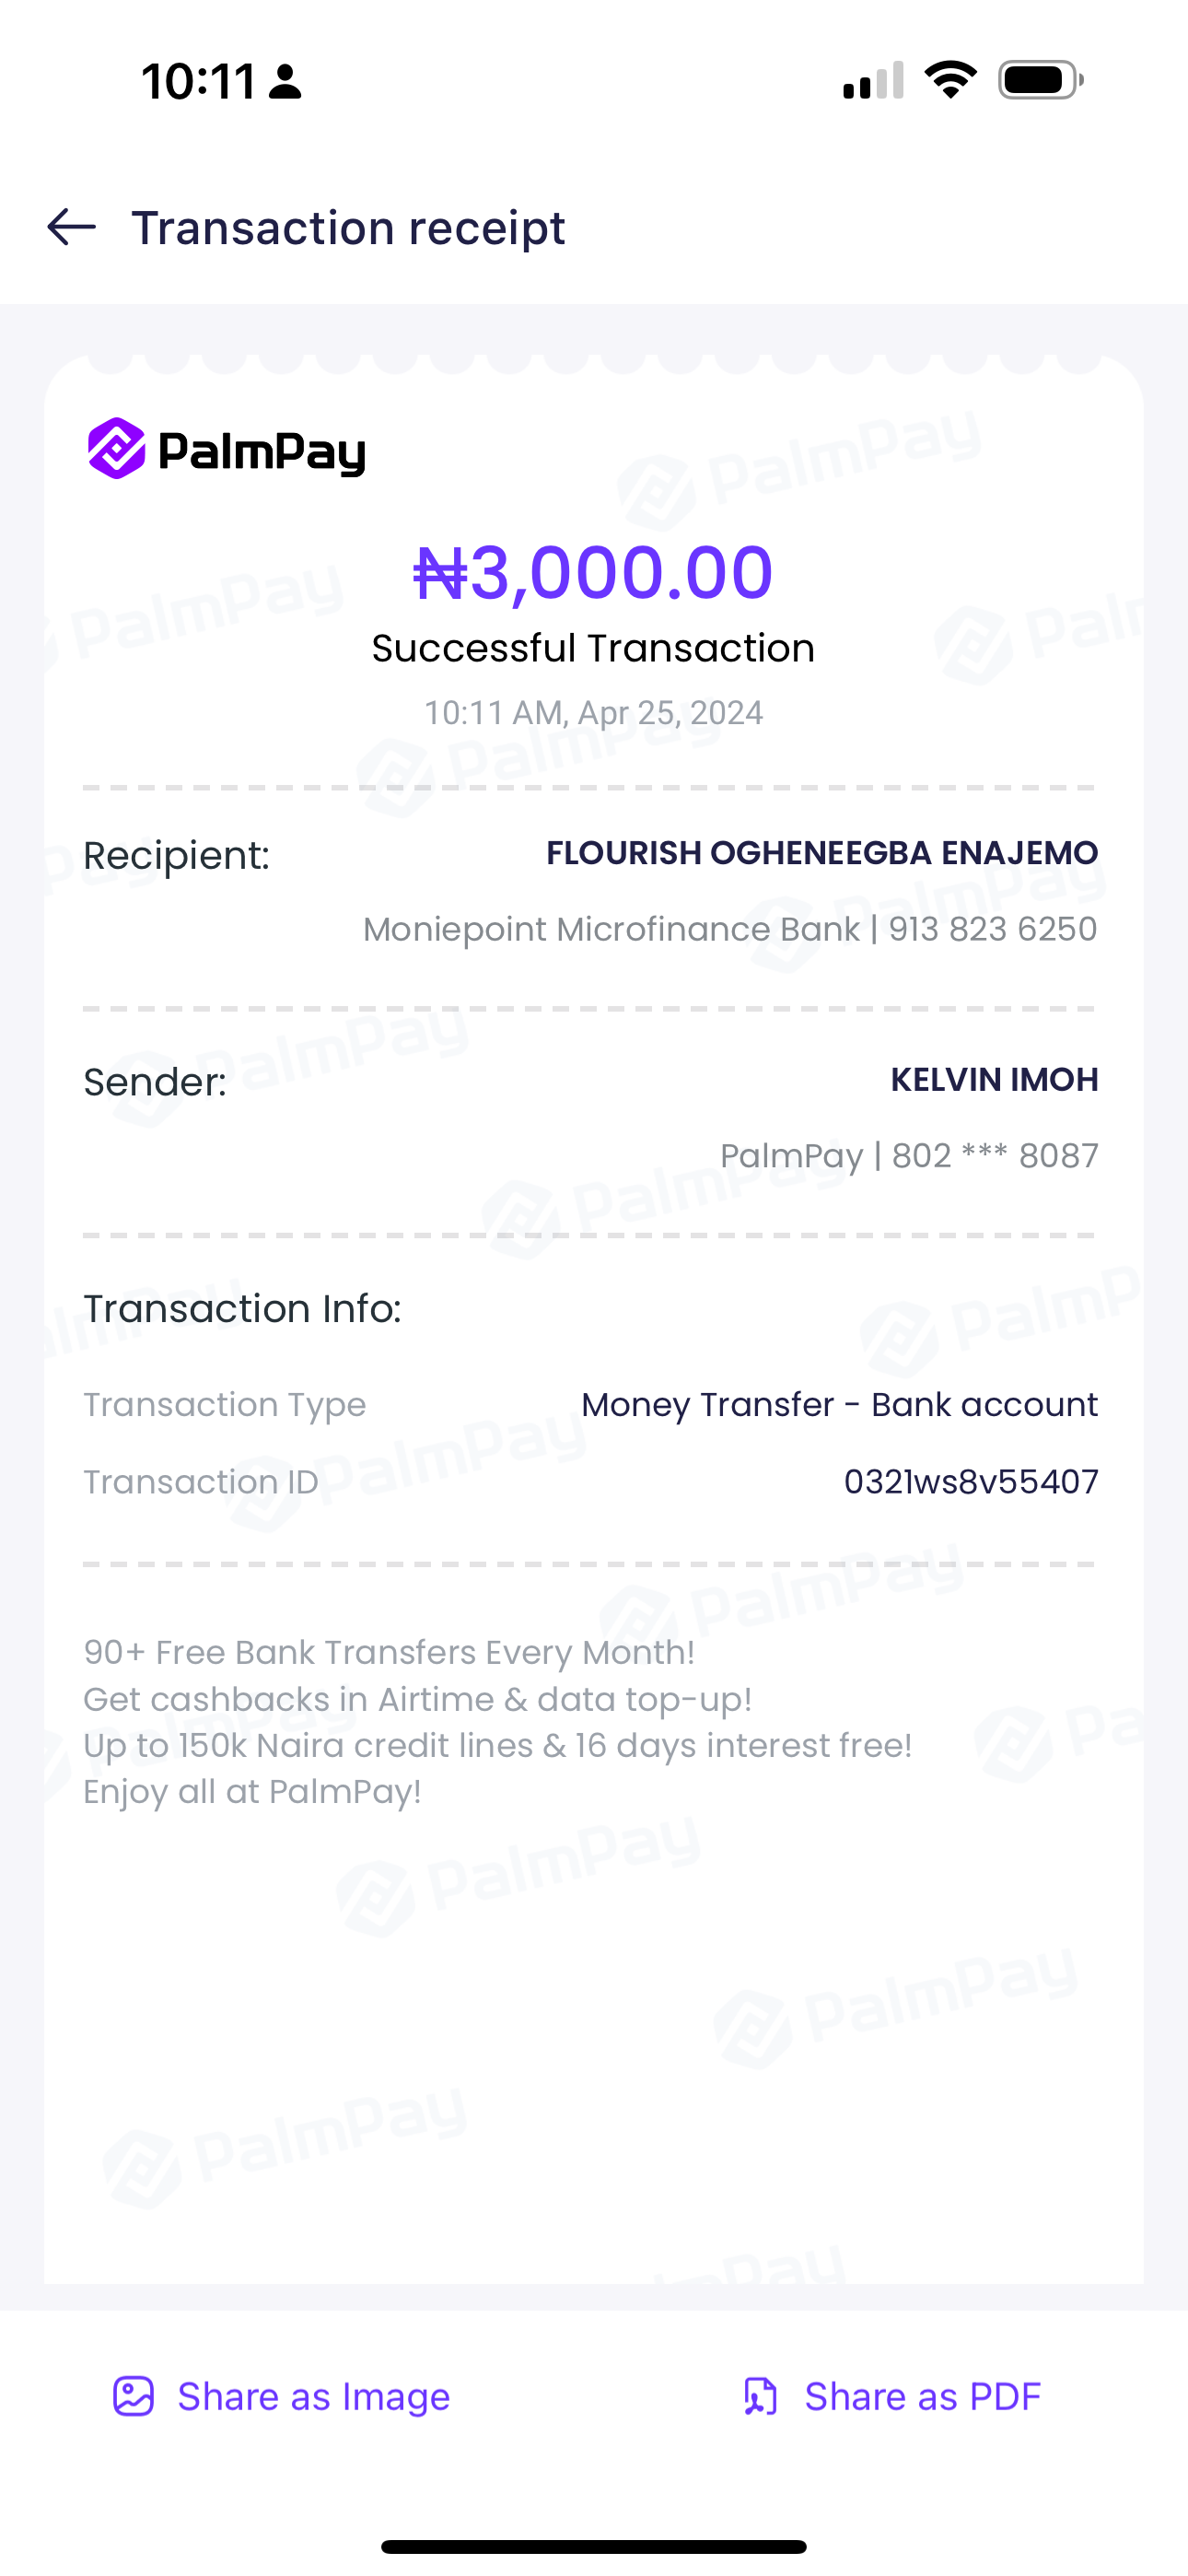 10:11
Transaction receipt
PalmPay
₦3,000.00
Successful Transaction
10:11 AM, Apr 25, 2024
Recipient: FLOURISH OGHENEEGBA ENAJEMO
Moniepoint Microfinance Bank | 913 823 6250
Sender: KELVIN IMOH
PalmPay | 802 *** 8087
Transaction Info:
Transaction Type Money Transfer - Bank account
Transaction ID 0321ws8v55407
90+ Free Bank Transfers Every Month!
Get cashbacks in Airtime & data top-up!
Up to 150k Naira credit lines & 16 days interest free!
Enjoy all at PalmPay!
Share as Image Share as PDF